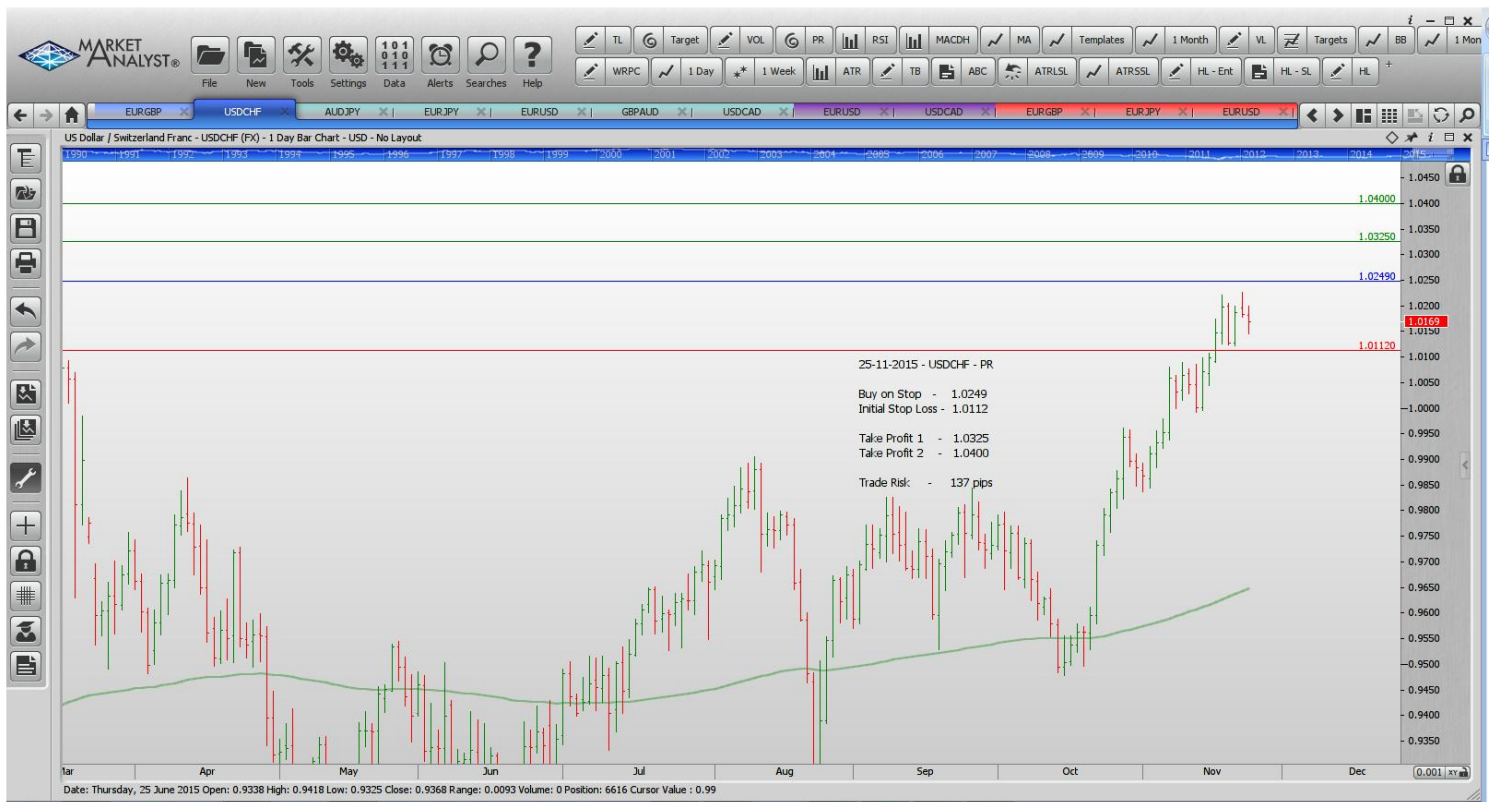 i
MARKET
ANALYST®
File New Tools Settings Data Alerts Searches Help
101
010
111
TL Target VOL PR RSI MACDH MA Templates 1 Month VL Targets BB 1 Mon
WRPC 1 Day 1 Week ATR TB ABC ATRLSL ATRSSL HL - Ent HL - SL HL +
EURGBP USDCHF AUDJPY EURJPY EURUSD GBPAUD USDCAD EURUSD USDCAD EURGBP EURJPY EURUSD
US Dollar / Switzerland Franc - USDCHF (FX) - 1 Day Bar Chart - USD - No Layout
1990 1991 1992 1993 1994 1995 1996 1997 1998 1999 2000 2001 2002 2003 2004 2005 2006 2007 2008 2009 2010 2011 2012 2013 2014 2015
1.0450
1.04000
1.0400
1.0350
1.03250
1.0300
1.02490
1.0250
1.0200
1.0169
1.0150
1.01120
1.0100
25-11-2015 - USDCHF - PR
1.0050
Buy on Stop - 1.0249
Initial Stop Loss - 1.0112
1.0000
0.9950
Take Profit 1 - 1.0325
Take Profit 2 - 1.0400
0.9900
Trade Risk - 137 pips
0.9850
0.9800
0.9750
0.9700
0.9650
0.9600
0.9550
0.9500
0.9450
0.9400
0.9350
Mar Apr May Jun Jul Aug Sep Oct Nov Dec
0.001 XY
Date: Thursday, 25 June 2015 Open: 0.9338 High: 0.9418 Low: 0.9325 Close: 0.9368 Range: 0.0093 Volume: 0 Position: 6616 Cursor Value : 0.99